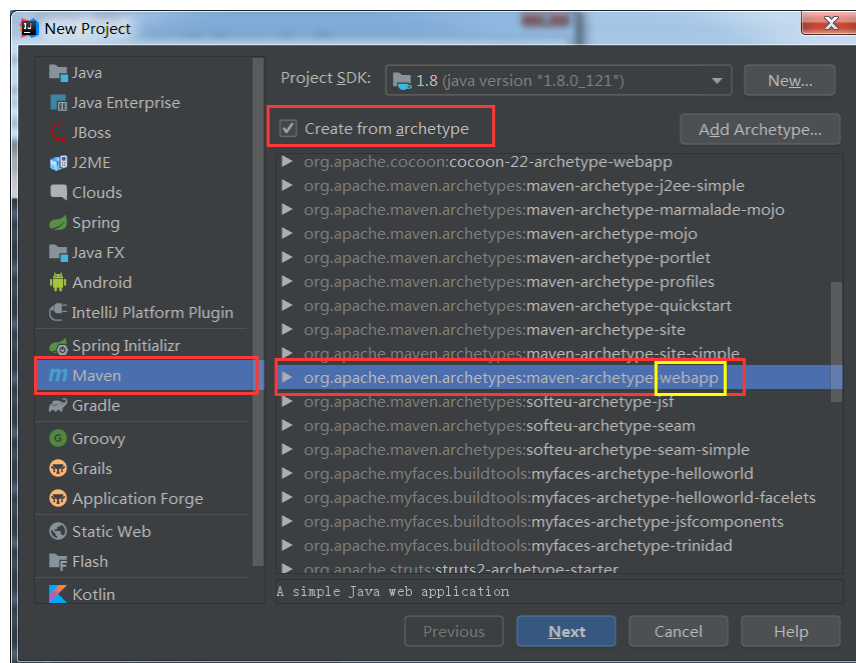 New Project
Java
Java Enterprise
JBoss
J2ME
Clouds
Spring
Java FX
Android
IntelliJ Platform Plugin
Spring Initializr
Maven
Gradle
Groovy
Grails
Application Forge
Static Web
Flash
Kotlin
Project SDK: 1.8 (java version "1.8.0_121") New...
Create from archetype Add Archetype...
org.apache.cocoon:cocoon-22-archetype-webapp
org.apache.maven.archetypes:maven-archetype-j2ee-simple
org.apache.maven.archetypes:maven-archetype-marmalade-mojo
org.apache.maven.archetypes:maven-archetype-mojo
org.apache.maven.archetypes:maven-archetype-portlet
org.apache.maven.archetypes:maven-archetype-profiles
org.apache.maven.archetypes:maven-archetype-quickstart
org.apache.maven.archetypes:maven-archetype-site
org.apache.maven.archetypes:maven-archetype-site-simple
org.apache.maven.archetypes:maven-archetype-webapp
org.apache.maven.archetypes:softeu-archetype-jsf
org.apache.maven.archetypes:softeu-archetype-seam
org.apache.maven.archetypes:softeu-archetype-seam-simple
org.apache.myfaces.buildtools:myfaces-archetype-helloworld
org.apache.myfaces.buildtools:myfaces-archetype-helloworld-facelets
org.apache.myfaces.buildtools:myfaces-archetype-jsfcomponents
org.apache.myfaces.buildtools:myfaces-archetype-trinidad
org.apache.struts:struts2-archetype-starter
A simple Java web application
Previous Next Cancel Help